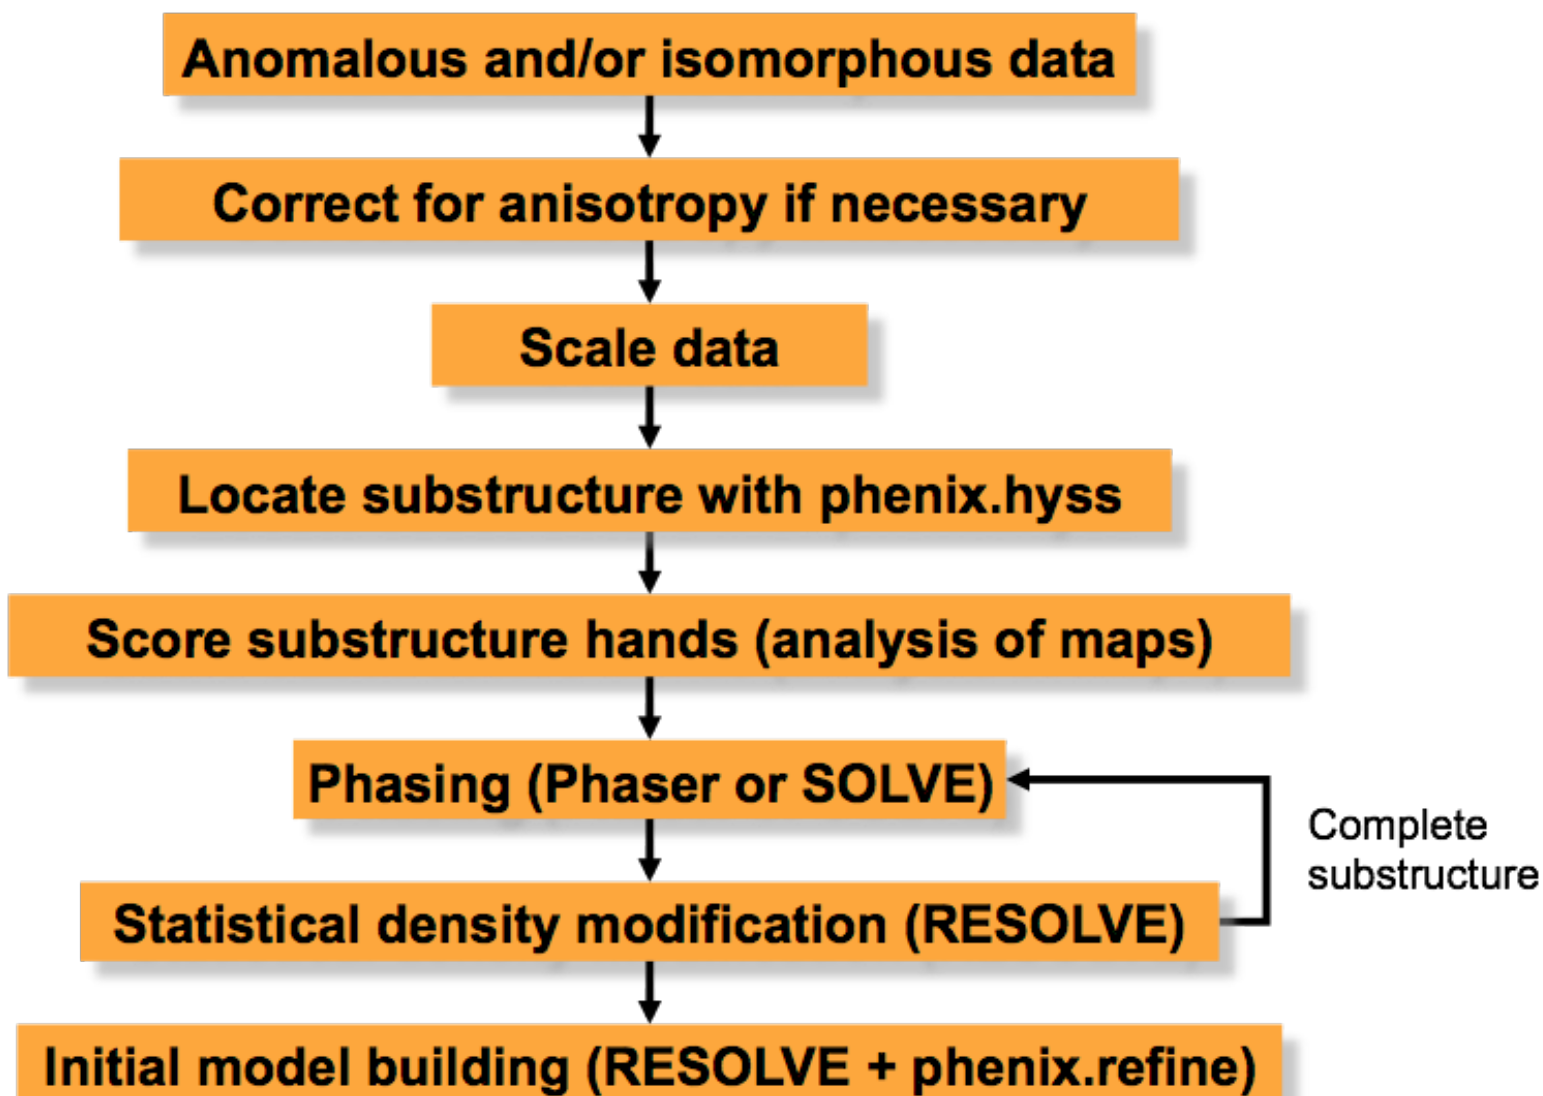 Anomalous and/or isomorphous data
Correct for anisotropy if necessary
Scale data
Locate substructure with phenix.hyss
Score substructure hands (analysis of maps)
Phasing (Phaser or SOLVE)
Complete
substructure
Statistical density modification (RESOLVE)
Initial model building (RESOLVE + phenix.refine)